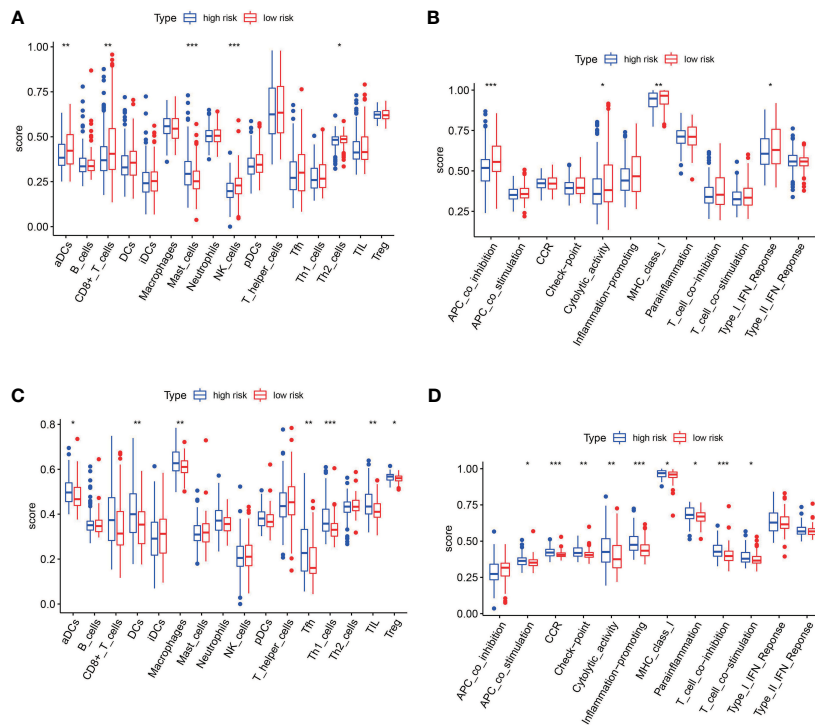 A
Type high risk low risk
** ** *** *** *
1.00
0.75
0.50
0.25
0.00
score
aDCs
B_cells
CD8+_T_cells
DCs
iDCs
Macrophages
Mast_cells
Neutrophils
NK_cells
pDCs
T_helper_cells
Tfh
Th1_cells
Th2_cells
TIL
Treg
B
Type high risk low risk
*** * ** *
1.00
0.75
0.50
0.25
score
APC_co_inhibition
APC_co_stimulation
CCR
Check-point
Cytolytic_activity
Inflammation-promoting
MHC_class_I
Parainflammation
T_cell_co-inhibition
T_cell_co-stimulation
Type_I_IFN_Reponse
Type_II_IFN_Reponse
C
Type high risk low risk
* ** ** ** *** ** *
0.8
0.6
0.4
0.2
0.0
score
aDCs
B_cells
CD8+_T_cells
DCs
iDCs
Macrophages
Mast_cells
Neutrophils
NK_cells
pDCs
T_helper_cells
Tfh
Th1_cells
Th2_cells
TIL
Treg
D
Type high risk low risk
* *** ** ** *** * * *** *
1.00
0.75
0.50
0.25
0.00
score
APC_co_inhibition
APC_co_stimulation
CCR
Check-point
Cytolytic_activity
Inflammation-promoting
MHC_class_I
Parainflammation
T_cell_co-inhibition
T_cell_co-stimulation
Type_I_IFN_Reponse
Type_II_IFN_Reponse